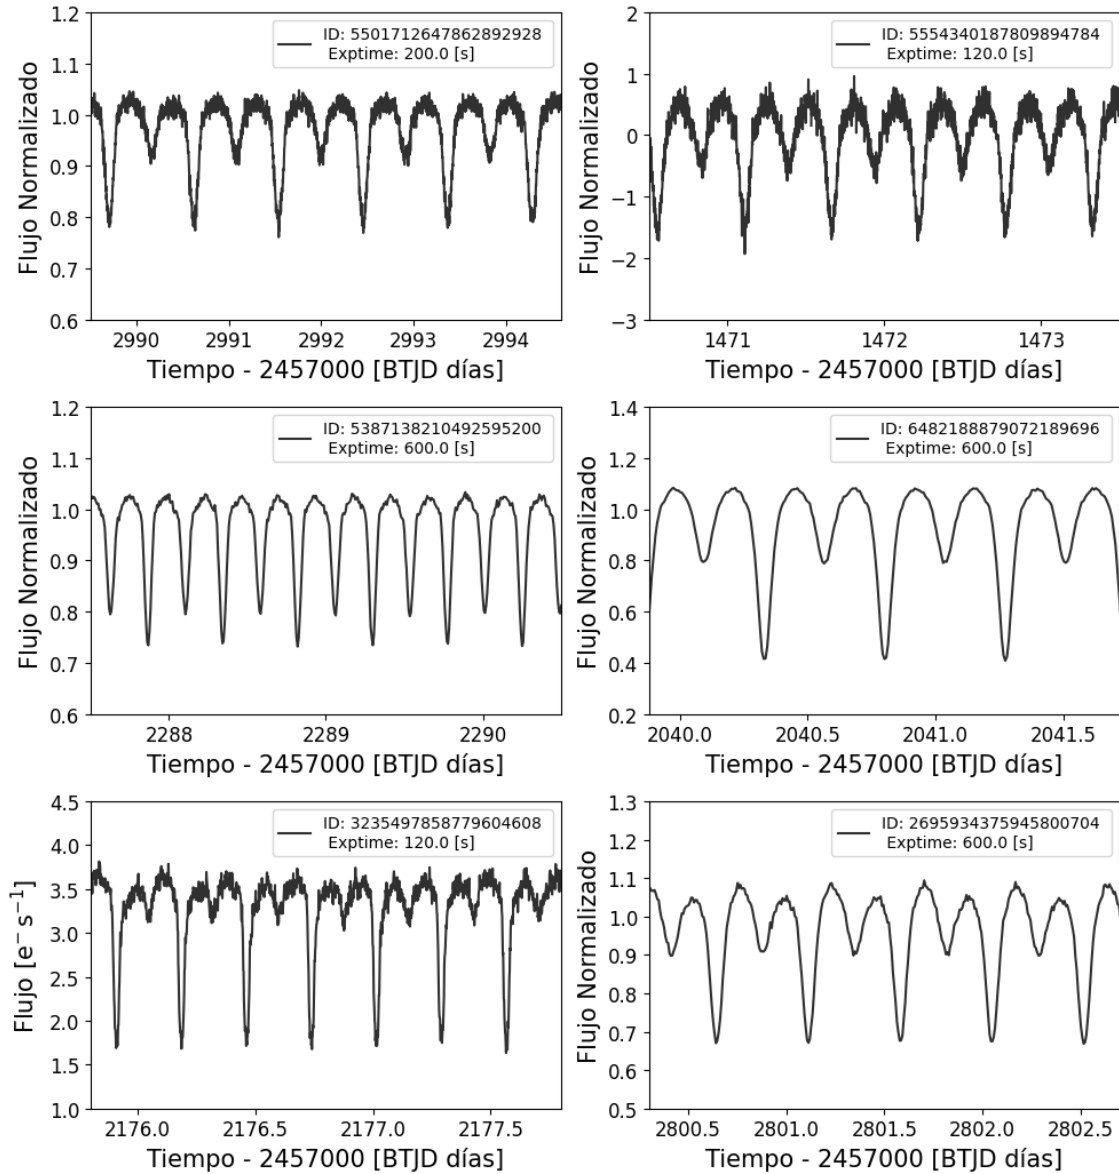 ID: 5501712647862892928
Exptime: 200.0 [s]
1.2
1.1
1.0
0.9
0.8
0.7
0.6
Flujo Normalizado
2990 2991 2992 2993 2994
Tiempo - 2457000 [BTJD días]
ID: 5554340187809894784
Exptime: 120.0 [s]
2
1
0
−1
−2
−3
Flujo Normalizado
1471 1472 1473
Tiempo - 2457000 [BTJD días]
ID: 5387138210492595200
Exptime: 600.0 [s]
1.2
1.1
1.0
0.9
0.8
0.7
0.6
Flujo Normalizado
2288 2289 2290
Tiempo - 2457000 [BTJD días]
ID: 6482188879072189696
Exptime: 600.0 [s]
1.4
1.2
1.0
0.8
0.6
0.4
0.2
Flujo Normalizado
2040.0 2040.5 2041.0 2041.5
Tiempo - 2457000 [BTJD días]
ID: 3235497858779604608
Exptime: 120.0 [s]
4.5
4.0
3.5
3.0
2.5
2.0
1.5
1.0
Flujo [e⁻ s⁻¹]
2176.0 2176.5 2177.0 2177.5
Tiempo - 2457000 [BTJD días]
ID: 2695934375945800704
Exptime: 600.0 [s]
1.3
1.2
1.1
1.0
0.9
0.8
0.7
0.6
0.5
Flujo Normalizado
2800.5 2801.0 2801.5 2802.0 2802.5
Tiempo - 2457000 [BTJD días]